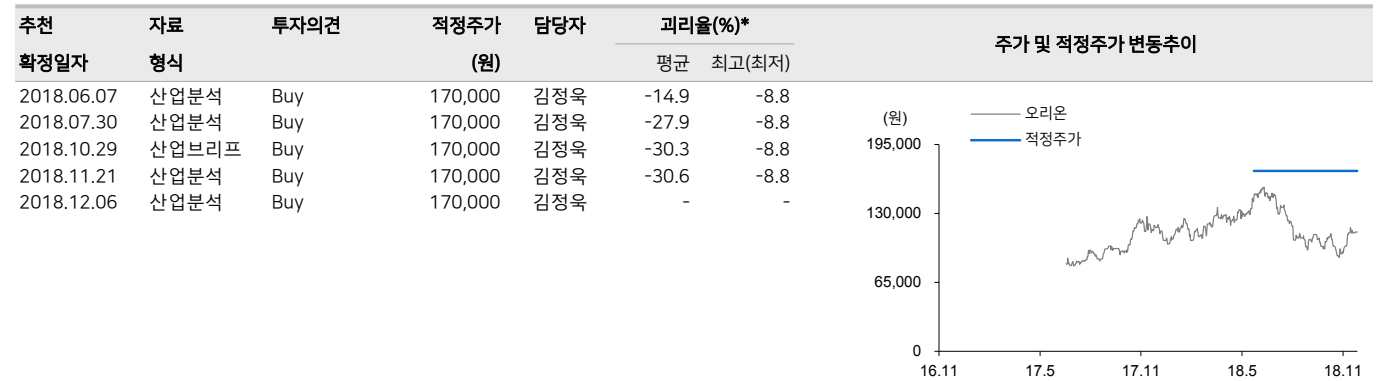 추천 자료 투자의견 적정주가 담당자 괴리율(%)* 주가 및 적정주가 변동추이
확정일자 형식 (원) 평균 최고(최저)
2018.06.07 산업분석 Buy 170,000 김정욱 -14.9 -8.8
2018.07.30 산업분석 Buy 170,000 김정욱 -27.9 -8.8
2018.10.29 산업브리프 Buy 170,000 김정욱 -30.3 -8.8
2018.11.21 산업분석 Buy 170,000 김정욱 -30.6 -8.8
2018.12.06 산업분석 Buy 170,000 김정욱 - -
(원) 오리온
적정주가
195,000
130,000
65,000
0
16.11 17.5 17.11 18.5 18.11